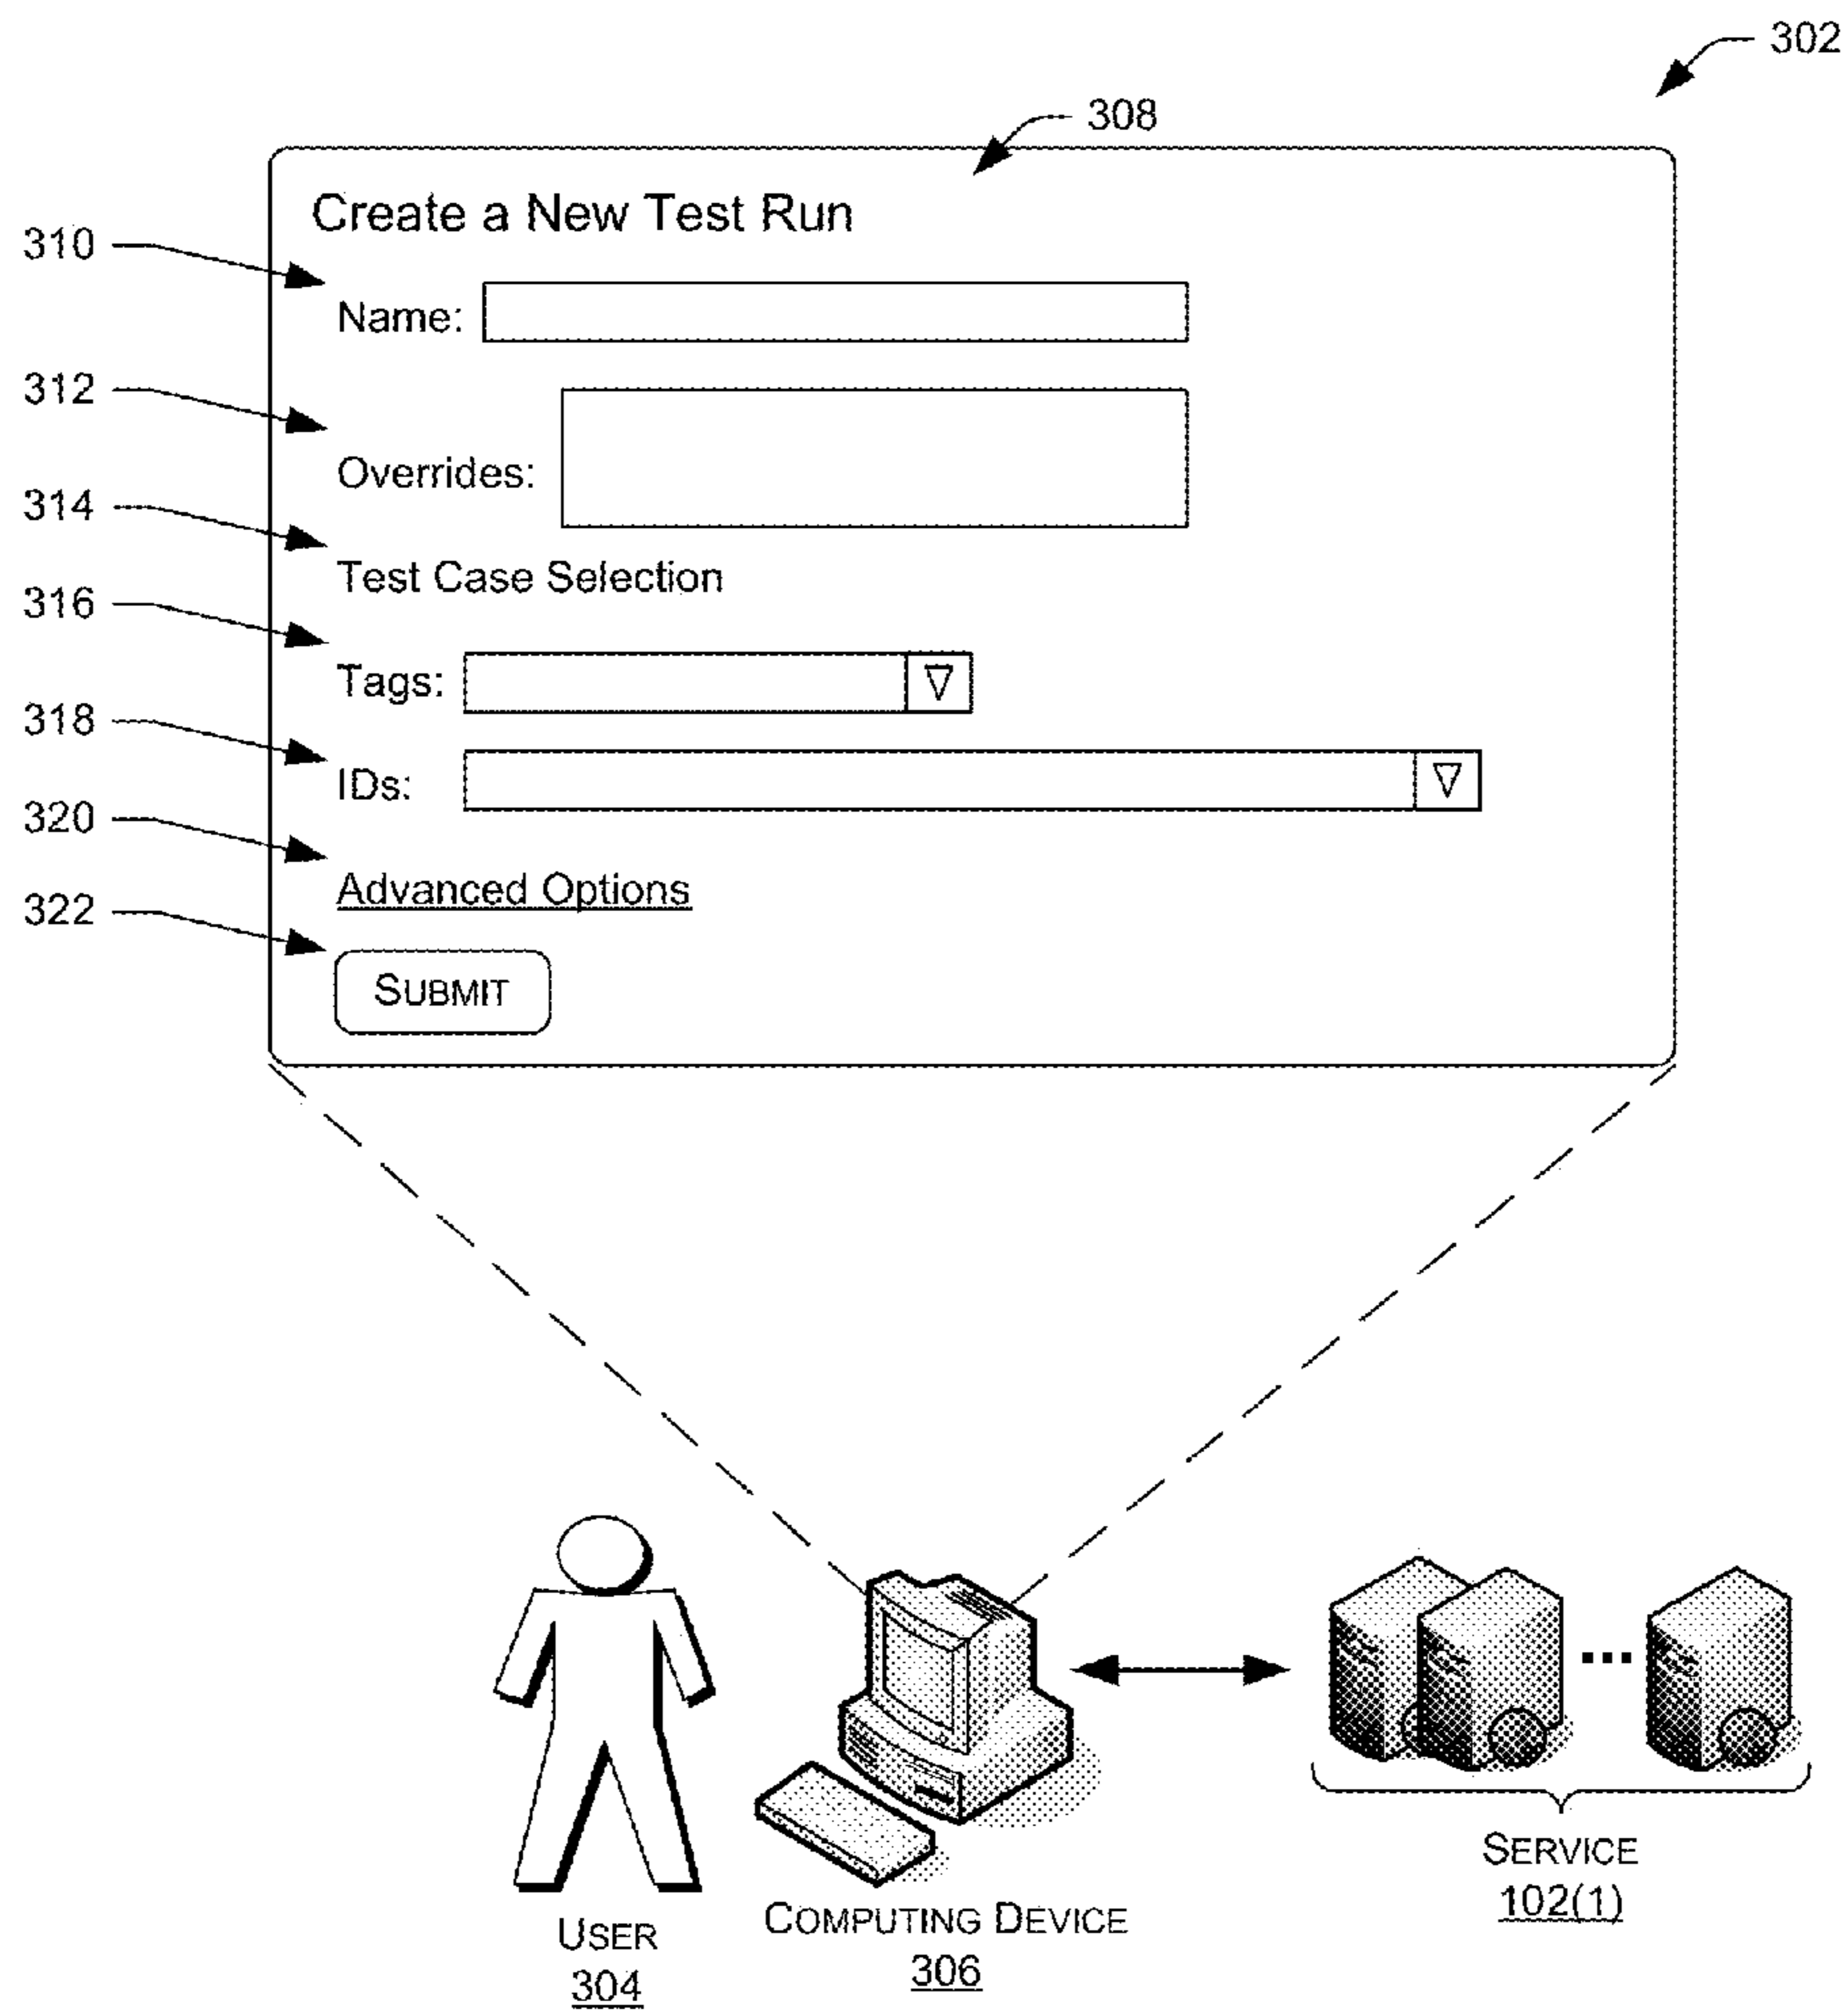 302
308
Create a New Test Run
310
Name:
312
Overrides:
314
Test Case Selection
316
Tags:
318
IDs:
320
Advanced Options
322
SUBMIT
USER
304
COMPUTING DEVICE
306
SERVICE
102(1)